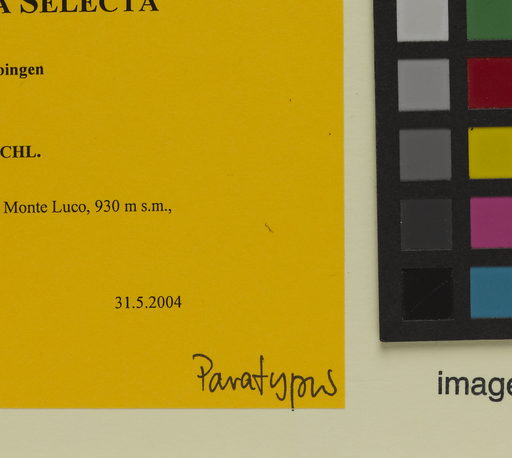 A SELECTA
bingen
CHL.
Monte Luco, 930 m s.m.,
31.5.2004
Paratypus
image